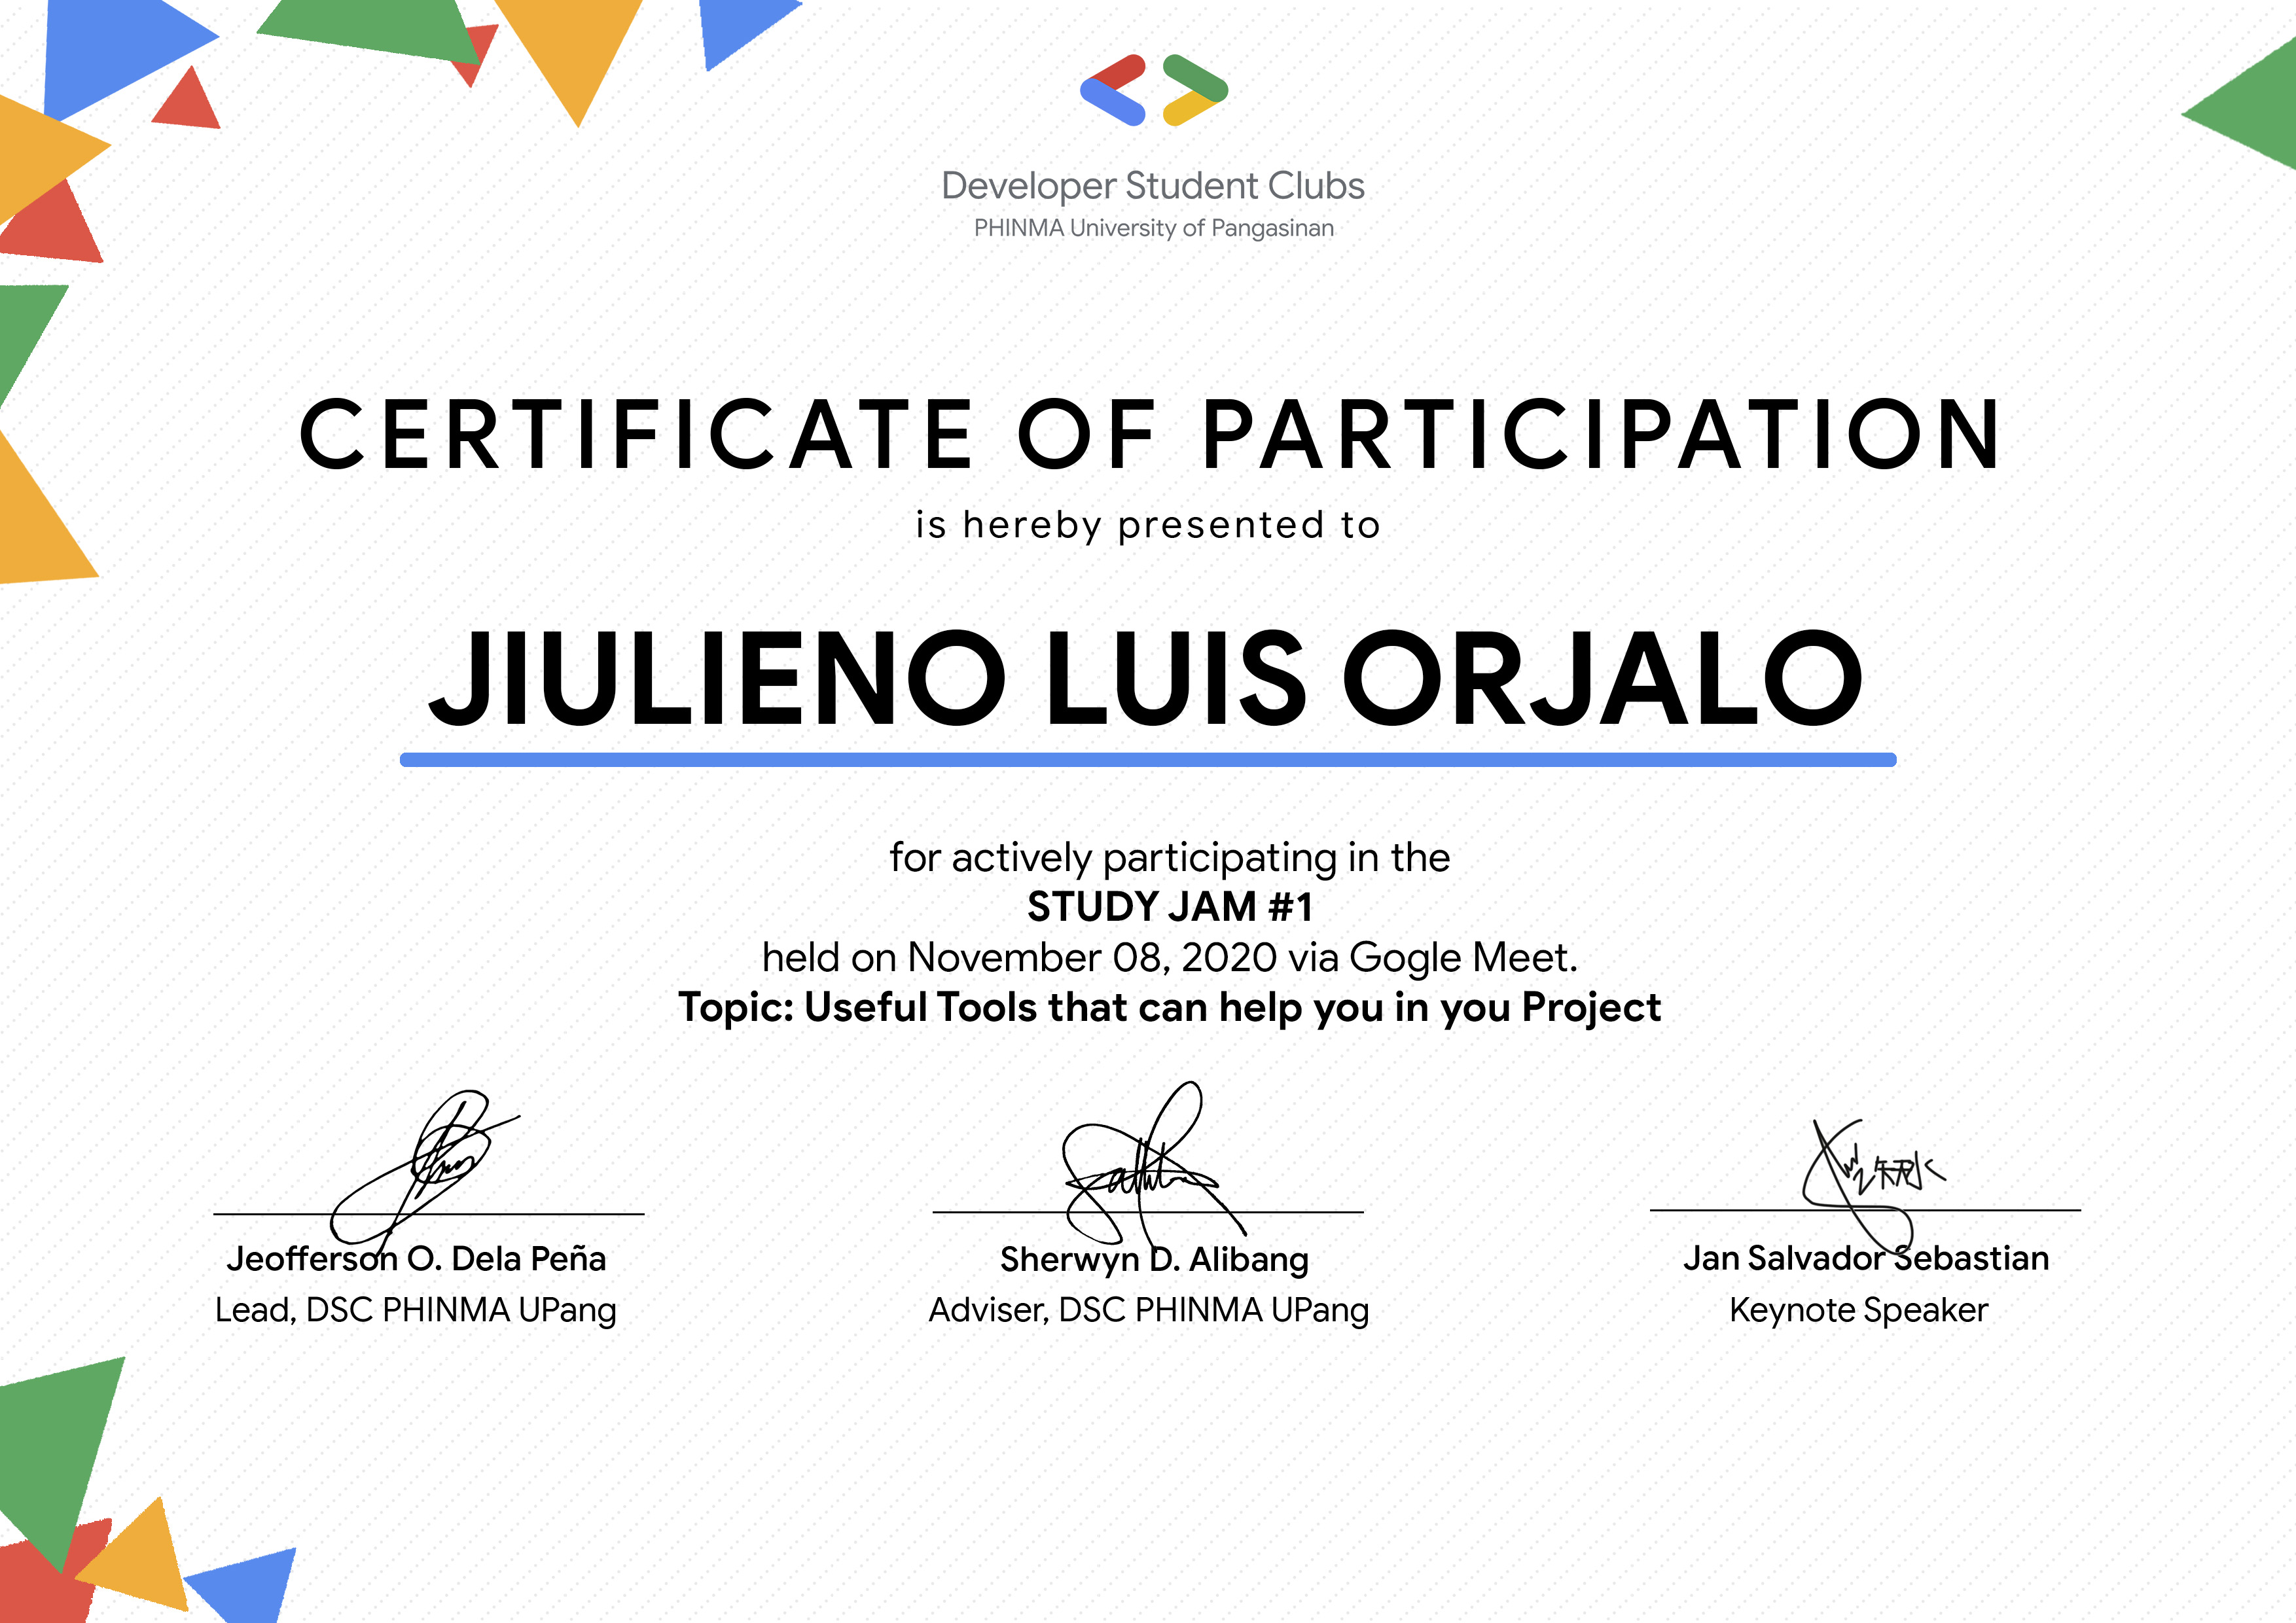 Developer Student Clubs
PHINMA University of Pangasinan
CERTIFICATE OF PARTICIPATION
is hereby presented to
JIULIENO LUIS ORJALO
for actively participating in the
STUDY JAM #1
held on November 08, 2020 via Gogle Meet.
Topic: Useful Tools that can help you in you Project
Jeofferson O. Dela Peña
Lead, DSC PHINMA UPang
Sherwyn D. Alibang
Adviser, DSC PHINMA UPang
Jan Salvador Sebastian
Keynote Speaker